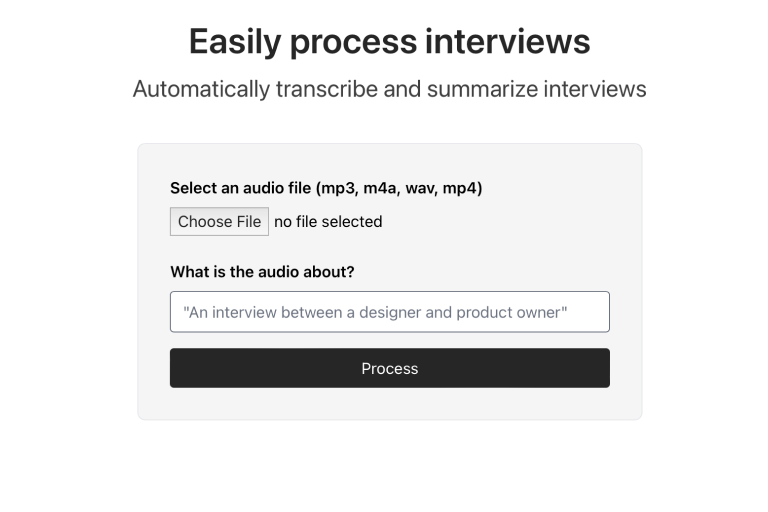 Easily process interviews
Automatically transcribe and summarize interviews
Select an audio file (mp3, m4a, wav, mp4)
Choose File no file selected
What is the audio about?
"An interview between a designer and product owner"
Process